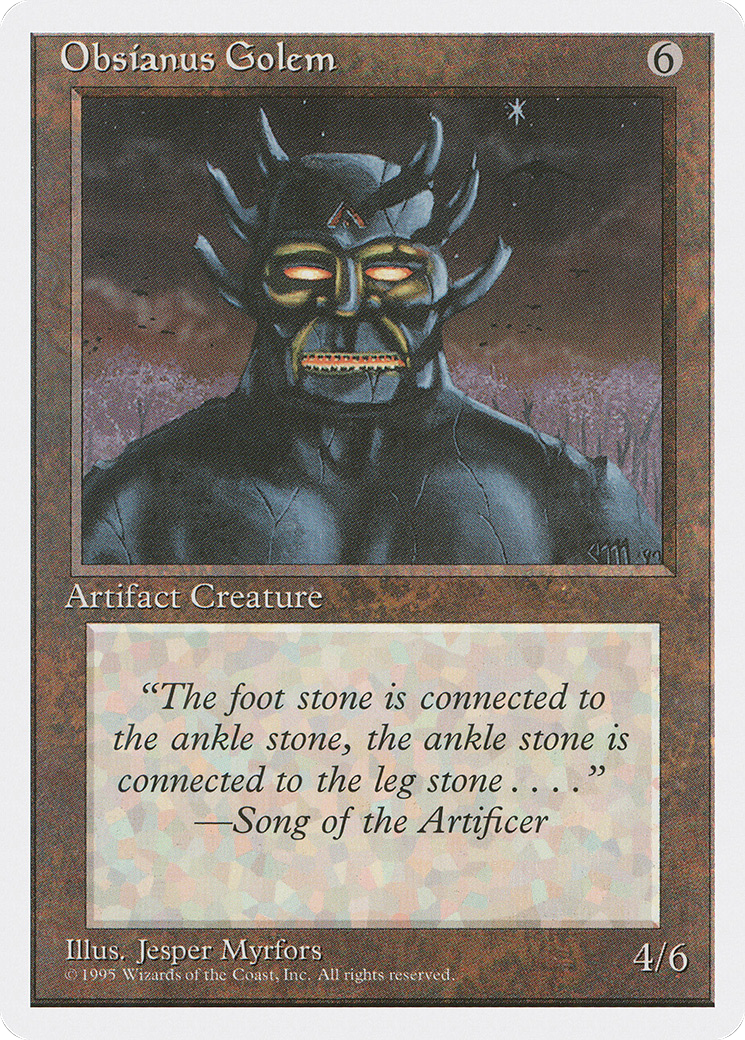 Obsianus Golem
6
Artifact Creature
“The foot stone is connected to
the ankle stone, the ankle stone is
connected to the leg stone . . . .”
—Song of the Artificer
Illus. Jesper Myrfors
4/6
© 1995 Wizards of the Coast, Inc. All rights reserved.